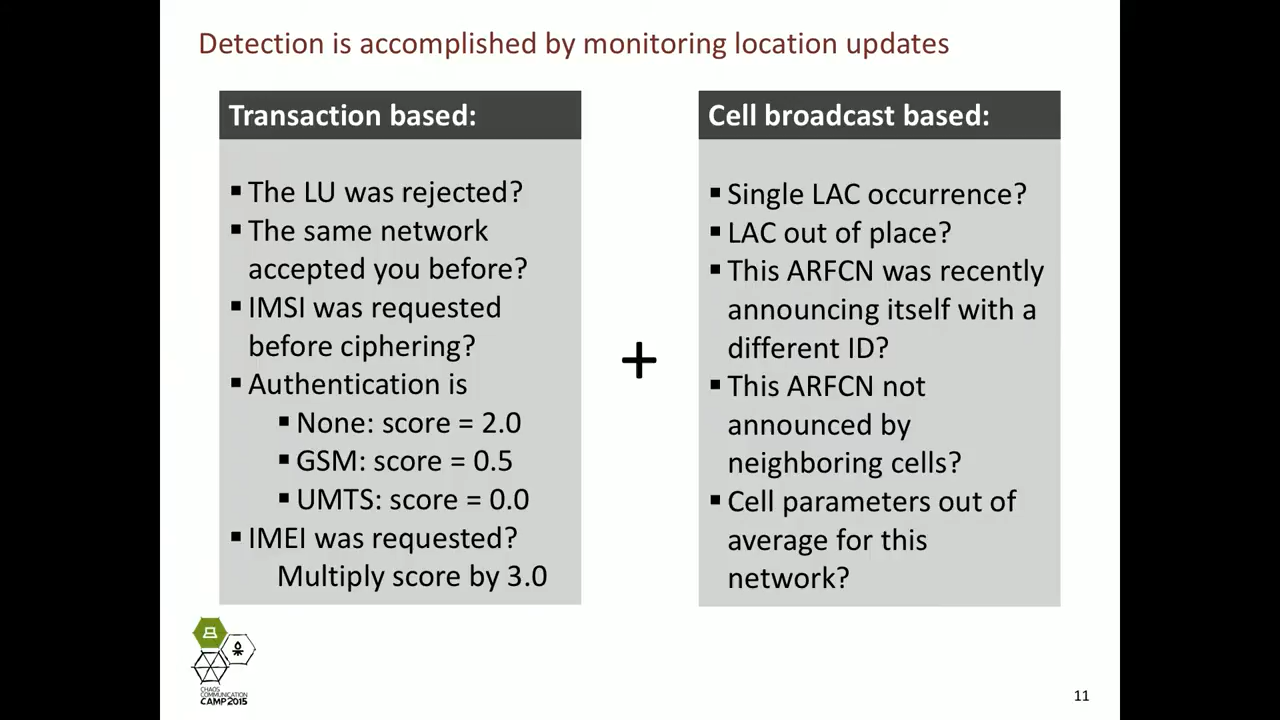 Detection is accomplished by monitoring location updates
Transaction based:
▪ The LU was rejected?
▪ The same network
accepted you before?
▪ IMSI was requested
before ciphering?
▪ Authentication is
▪ None: score = 2.0
▪ GSM: score = 0.5
▪ UMTS: score = 0.0
▪ IMEI was requested?
Multiply score by 3.0
+
Cell broadcast based:
▪ Single LAC occurrence?
▪ LAC out of place?
▪ This ARFCN was recently
announcing itself with a
different ID?
▪ This ARFCN not
announced by
neighboring cells?
▪ Cell parameters out of
average for this
network?
CHAOS
COMMUNICATION
CAMP 2015
11